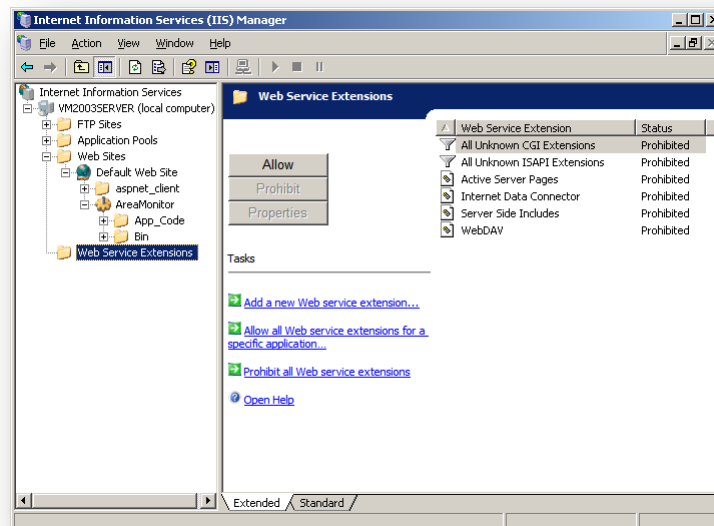 Internet Information Services (IIS) Manager
File Action View Window Help
Internet Information Services
VM2003SERVER (local computer)
FTP Sites
Application Pools
Web Sites
Default Web Site
aspnet_client
AreaMonitor
App_Code
Bin
Web Service Extensions
Web Service Extensions
Allow
Prohibit
Properties
Tasks
Add a new Web service extension...
Allow all Web service extensions for a
specific application...
Prohibit all Web service extensions
Open Help
Web Service Extension Status
All Unknown CGI Extensions Prohibited
All Unknown ISAPI Extensions Prohibited
Active Server Pages Prohibited
Internet Data Connector Prohibited
Server Side Includes Prohibited
WebDAV Prohibited
Extended Standard